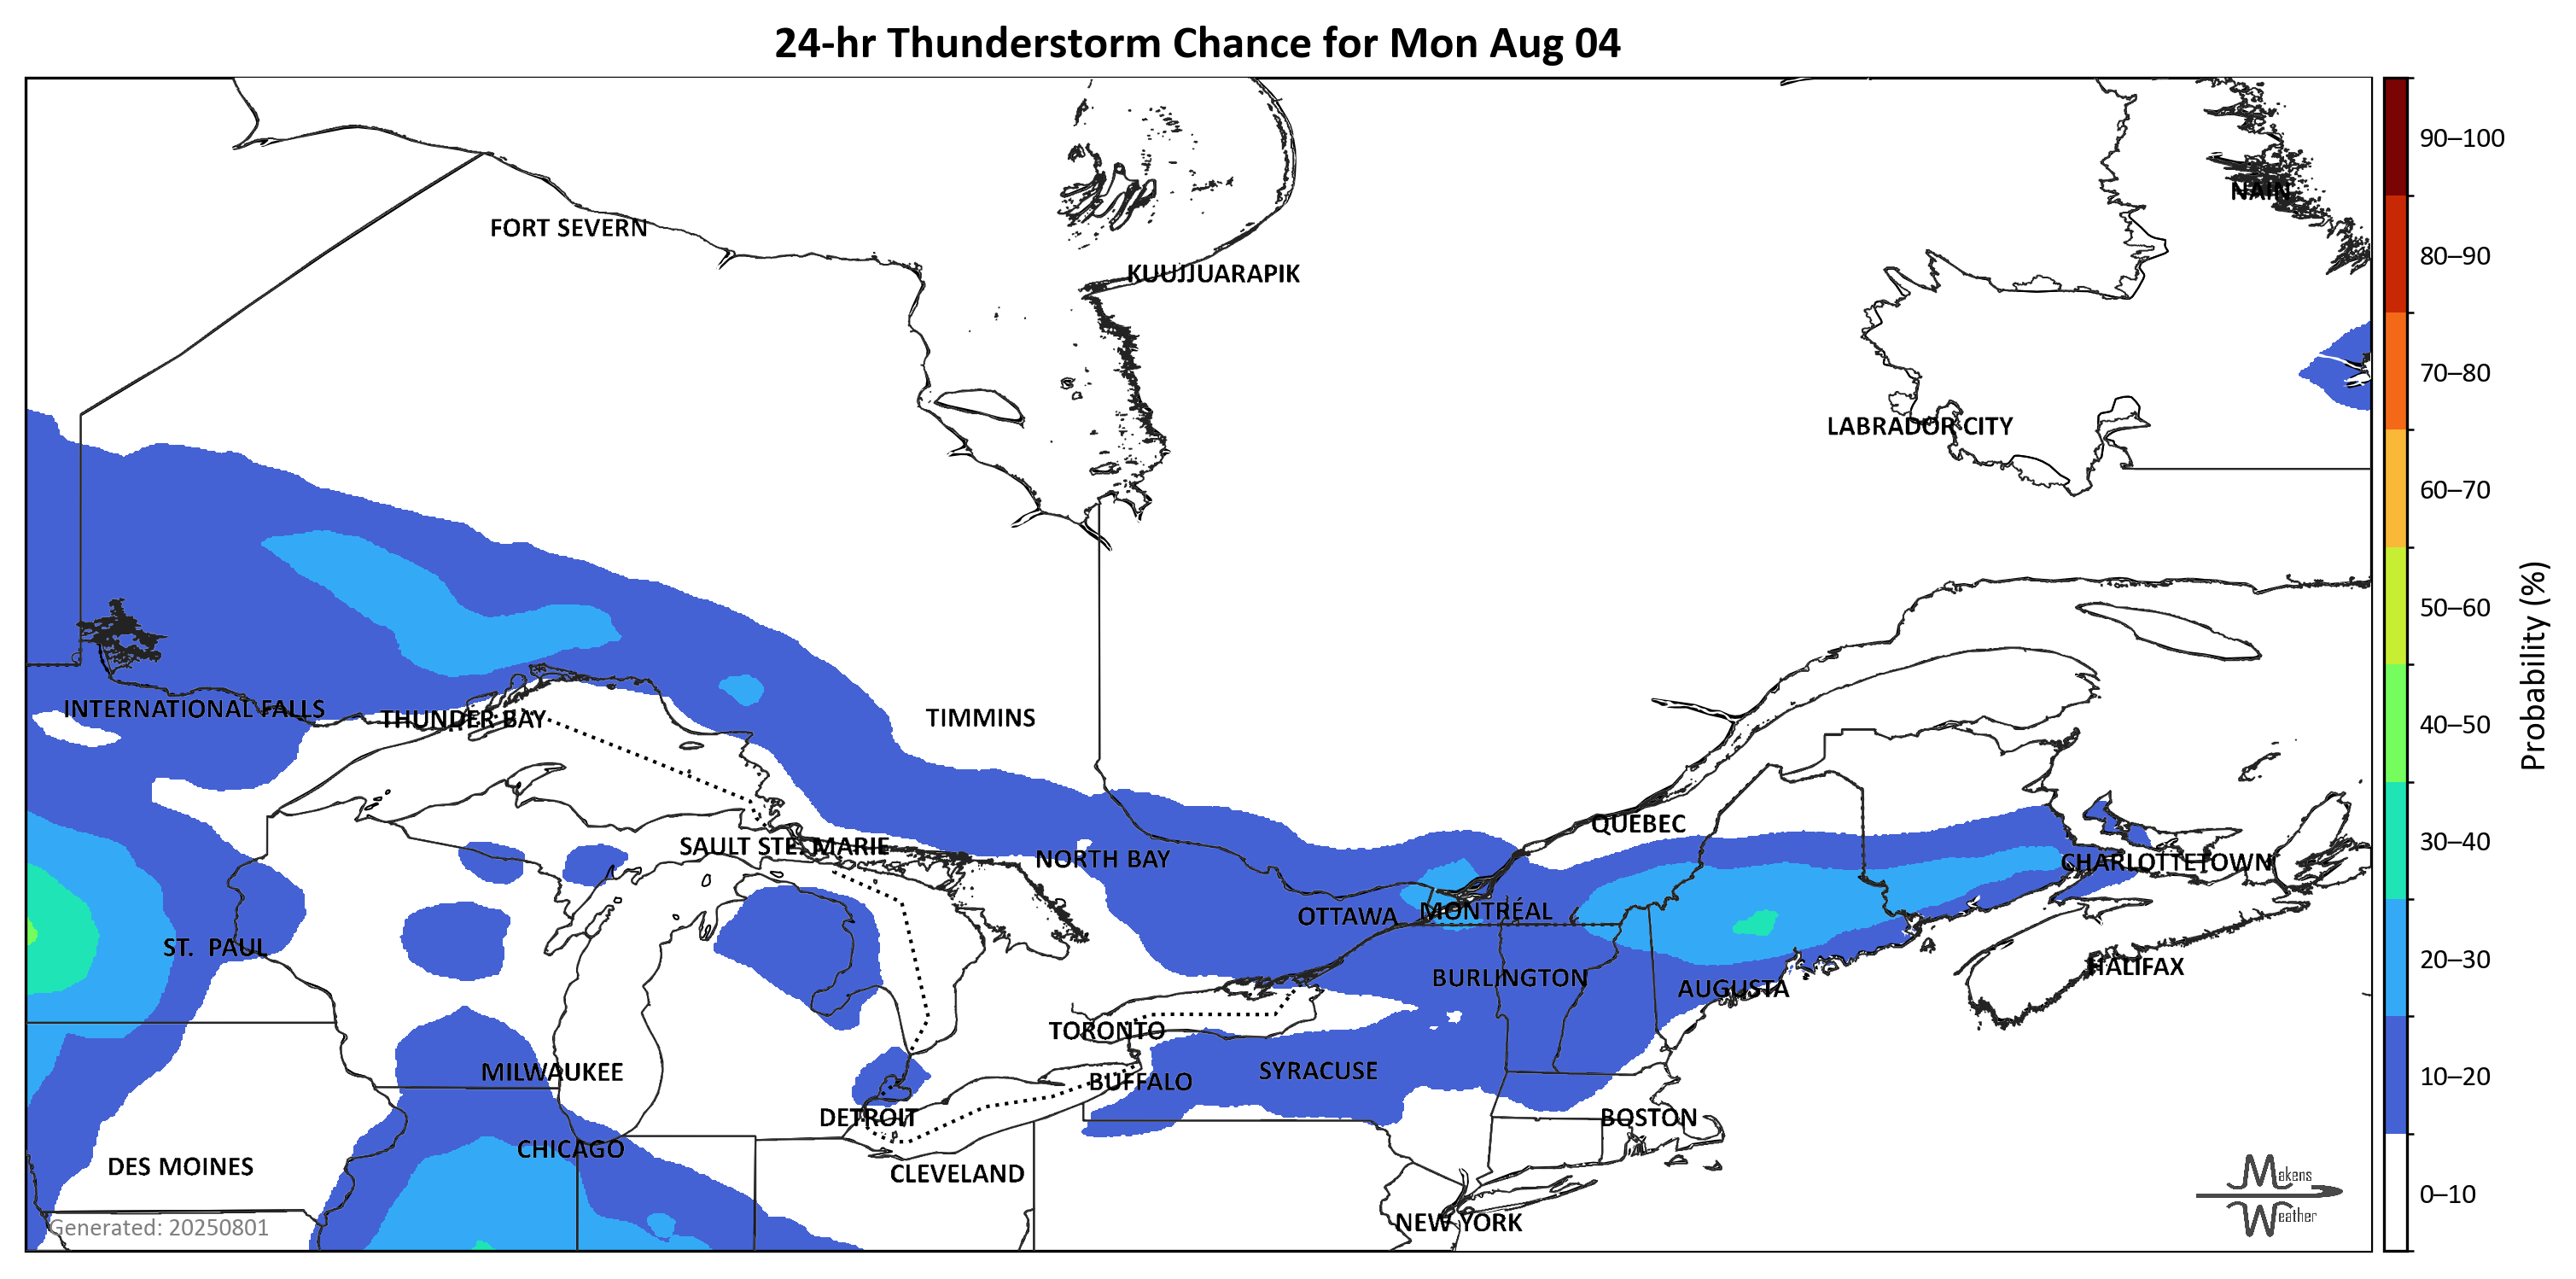 24-hr Thunderstorm Chance for Mon Aug 04
90–100
NAIN
FORT SEVERN
80–90
KUUJJUARAPIK
70–80
LABRADOR CITY
60–70
50–60
Probability (%)
INTERNATIONAL FALLS
THUNDER BAY
TIMMINS
40–50
QUEBEC
30–40
SAULT STE. MARIE
NORTH BAY
CHARLOTTETOWN
OTTAWA
MONTRÉAL
ST. PAUL
20–30
HALIFAX
BURLINGTON
AUGUSTA
TORONTO
MILWAUKEE
SYRACUSE
10–20
BUFFALO
DETROIT
BOSTON
CHICAGO
DES MOINES
CLEVELAND
Makens
Weather
0–10
NEW YORK
Generated: 20250801